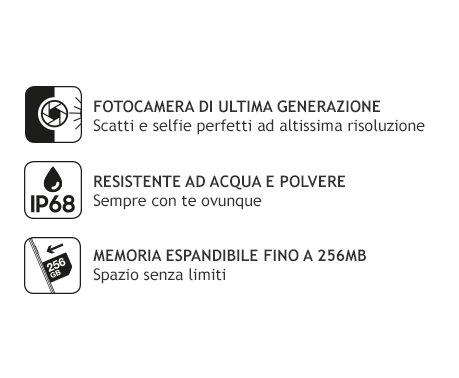 FOTOCAMERA DI ULTIMA GENERAZIONE
Scatti e selfie perfetti ad altissima risoluzione
IP68
RESISTENTE AD ACQUA E POLVERE
Sempre con te ovunque
256
GB
MEMORIA ESPANDIBILE FINO A 256MB
Spazio senza limiti